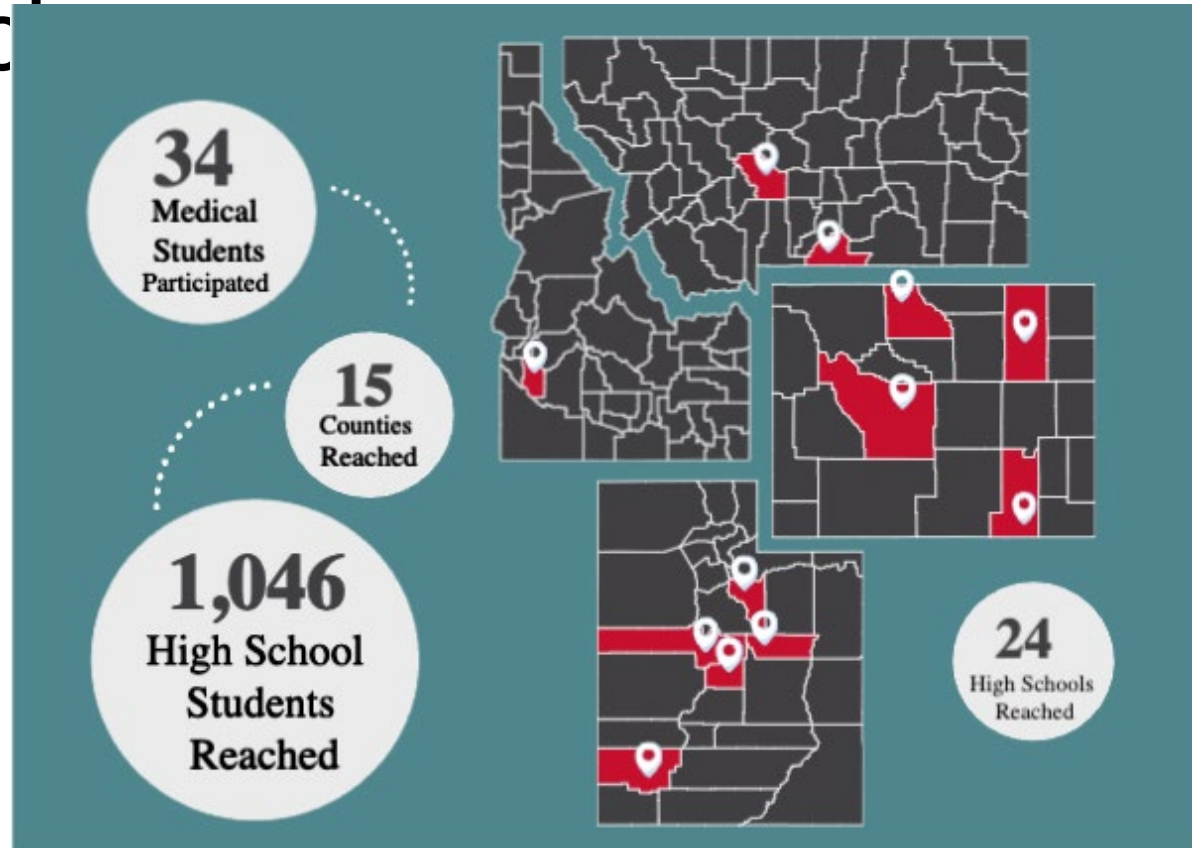 34
Medical
Students
Participated
15
Counties
Reached
1,046
High School
Students
Reached
24
High Schools
Reached